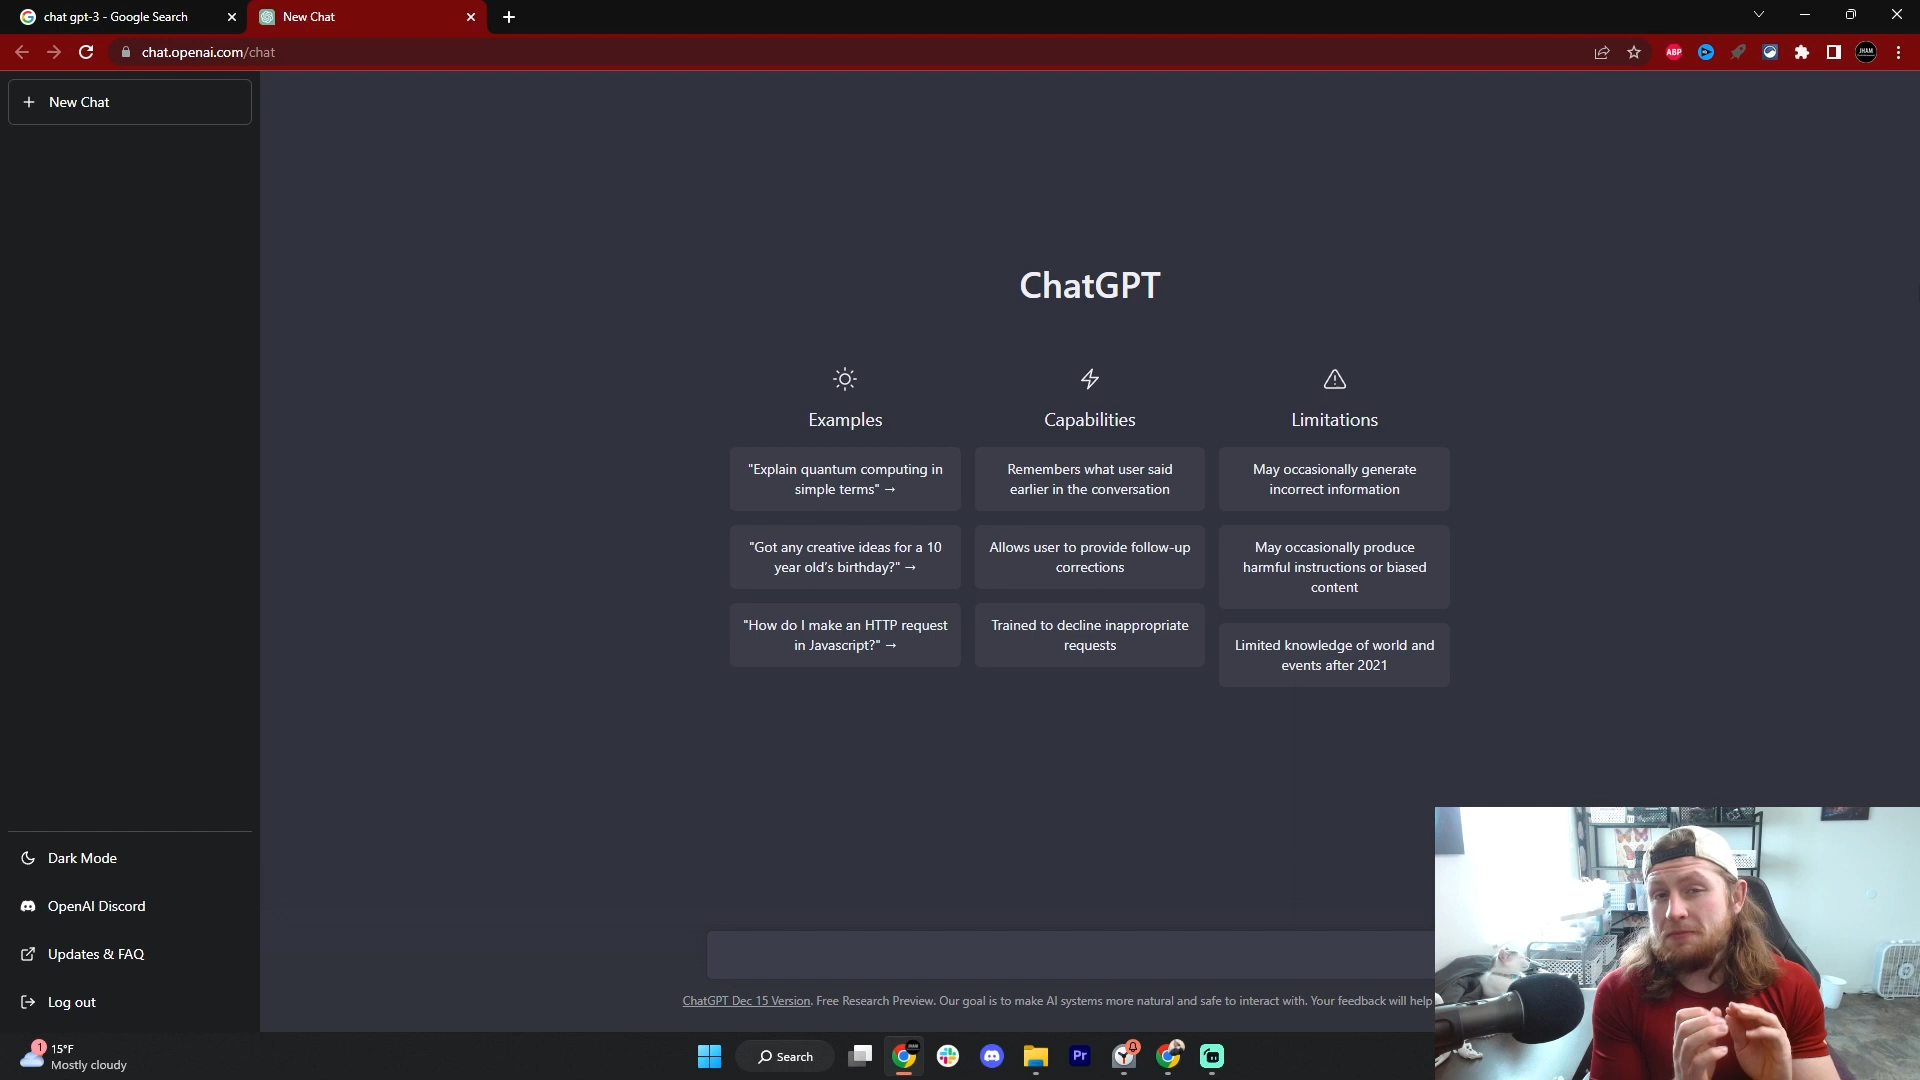 chat gpt-3 - Google Search
New Chat
chat.openai.com/chat
ABP
JHAM
New Chat
ChatGPT
Examples
Capabilities
Limitations
"Explain quantum computing in
simple terms" →
Remembers what user said
earlier in the conversation
May occasionally generate
incorrect information
"Got any creative ideas for a 10
year old's birthday?" →
Allows user to provide follow-up
corrections
May occasionally produce
harmful instructions or biased
content
"How do I make an HTTP request
in Javascript?" →
Trained to decline inappropriate
requests
Limited knowledge of world and
events after 2021
Dark Mode
OpenAI Discord
Updates & FAQ
Log out
ChatGPT Dec 15 Version. Free Research Preview. Our goal is to make AI systems more natural and safe to interact with. Your feedback will help
1
15°F
Mostly cloudy
Search
Pr